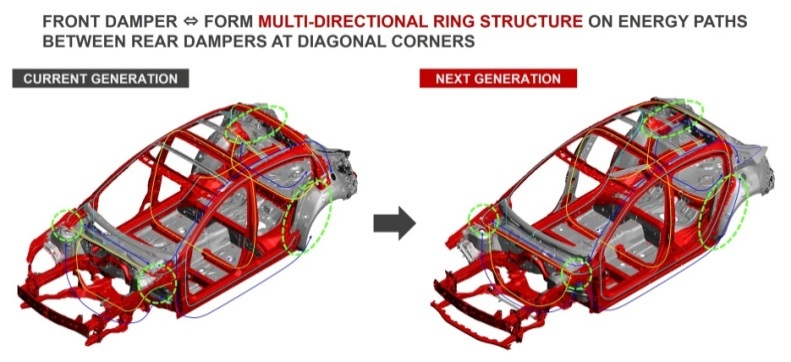 FRONT DAMPER ⇔ FORM MULTI-DIRECTIONAL RING STRUCTURE ON ENERGY PATHS
BETWEEN REAR DAMPERS AT DIAGONAL CORNERS
CURRENT GENERATION
NEXT GENERATION